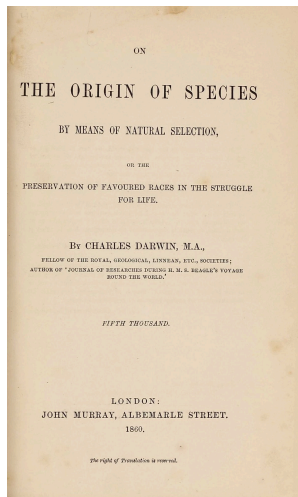 ON
THE ORIGIN OF SPECIES
BY MEANS OF NATURAL SELECTION,
OR THE
PRESERVATION OF FAVOURED RACES IN THE STRUGGLE
FOR LIFE.
BY CHARLES DARWIN, M.A.,
FELLOW OF THE ROYAL, GEOLOGICAL, LINNEAN, ETC., SOCIETIES;
AUTHOR OF 'JOURNAL OF RESEARCHES DURING H. M. S. BEAGLE'S VOYAGE
ROUND THE WORLD.'
FIFTH THOUSAND.
LONDON:
JOHN MURRAY, ALBEMARLE STREET.
1860.
The right of Translation is reserved.